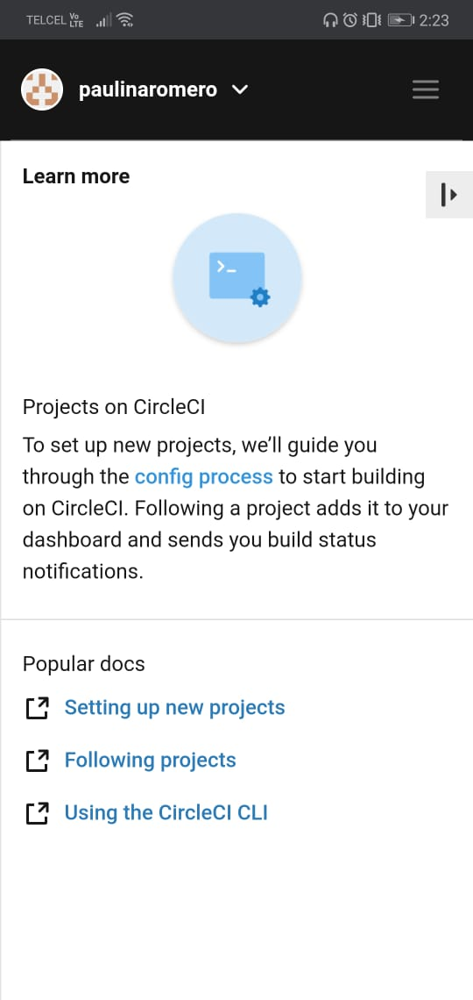 TELCEL Vo LTE 2:23
paulinaromero
Learn more
>_
Projects on CircleCI
To set up new projects, we’ll guide you
through the config process to start building
on CircleCI. Following a project adds it to your
dashboard and sends you build status
notifications.
Popular docs
Setting up new projects
Following projects
Using the CircleCI CLI